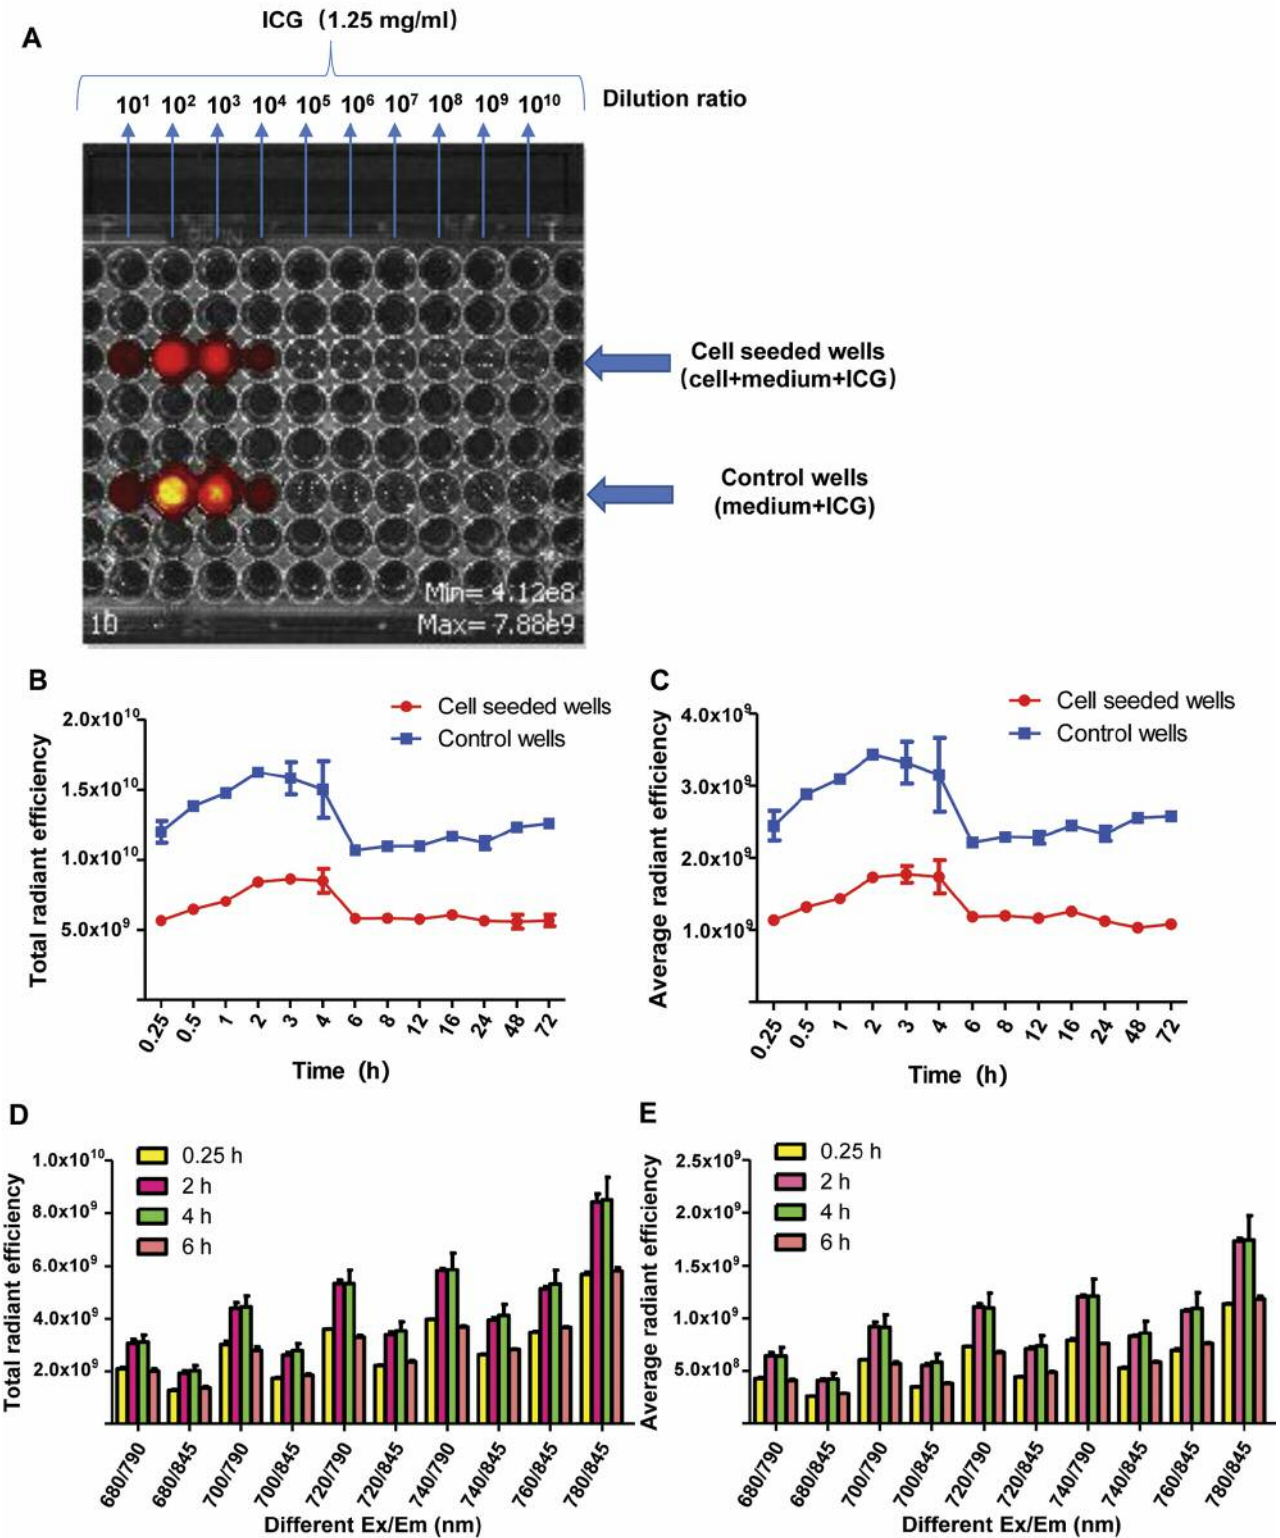 A
ICG (1.25 mg/ml)
10¹ 10² 10³ 10⁴ 10⁵ 10⁶ 10⁷ 10⁸ 10⁹ 10¹⁰ Dilution ratio
Cell seeded wells
(cell+medium+ICG)
Control wells
(medium+ICG)
Min= 4.12e8
10 Max= 7.88e9
B
Cell seeded wells
Control wells
Total radiant efficiency
2.0x10¹⁰
1.5x10¹⁰
1.0x10¹⁰
5.0x10⁹
0.25 0.5 1 2 3 4 6 8 12 16 24 48 72
Time (h)
C
Cell seeded wells
Control wells
Average radiant efficiency
4.0x10⁹
3.0x10⁹
2.0x10⁹
1.0x10⁹
0.25 0.5 1 2 3 4 6 8 12 16 24 48 72
Time (h)
D
0.25 h
2 h
4 h
6 h
Total radiant efficiency
1.0x10¹⁰
8.0x10⁹
6.0x10⁹
4.0x10⁹
2.0x10⁹
680/790 680/845 700/790 700/845 720/790 720/845 740/790 740/845 760/845 780/845
Different Ex/Em (nm)
E
0.25 h
2 h
4 h
6 h
Average radiant efficiency
2.5x10⁹
2.0x10⁹
1.5x10⁹
1.0x10⁹
5.0x10⁸
680/790 680/845 700/790 700/845 720/790 720/845 740/790 740/845 760/845 780/845
Different Ex/Em (nm)